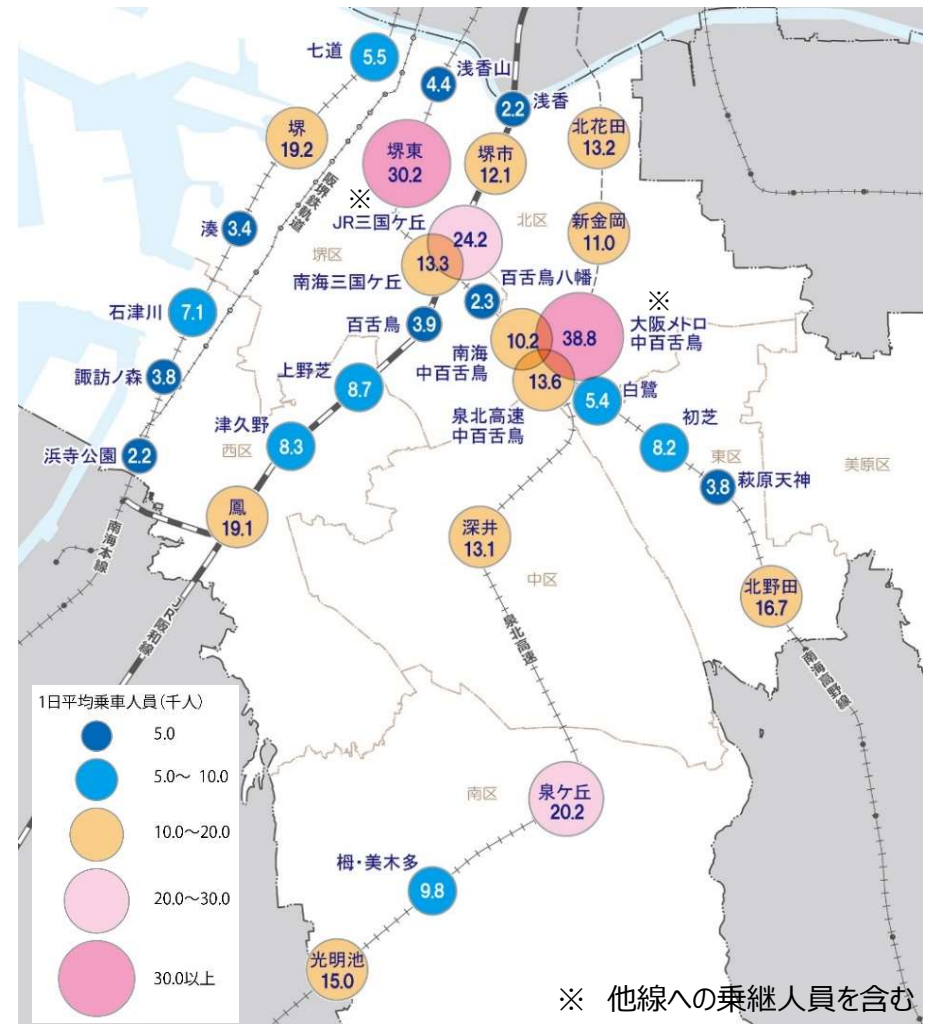 七道
5.5
浅香山
4.4
浅香
2.2
堺
19.2
堺東
30.2
堺市
12.1
北花田
13.2
阪堺鉄軌道
※
JR三国ケ丘
24.2
北区
新金岡
11.0
湊
3.4
堺区
南海三国ケ丘
13.3
百舌鳥八幡
2.3
※
石津川
7.1
百舌鳥
3.9
大阪メトロ
中百舌鳥
38.8
南海
中百舌鳥
10.2
諏訪ノ森
3.8
上野芝
8.7
泉北高速
中百舌鳥
13.6
白鷺
5.4
津久野
8.3
初芝
8.2
浜寺公園
2.2
西区
東区
美原区
萩原天神
3.8
鳳
19.1
深井
13.1
南海本線
中区
北野田
16.7
JR阪和線
泉北高速
南海高野線
1日平均乗車人員(千人)
5.0
5.0～ 10.0
10.0～20.0
20.0～30.0
30.0以上
南区
泉ケ丘
20.2
栂・美木多
9.8
光明池
15.0
※ 他線への乗継人員を含む